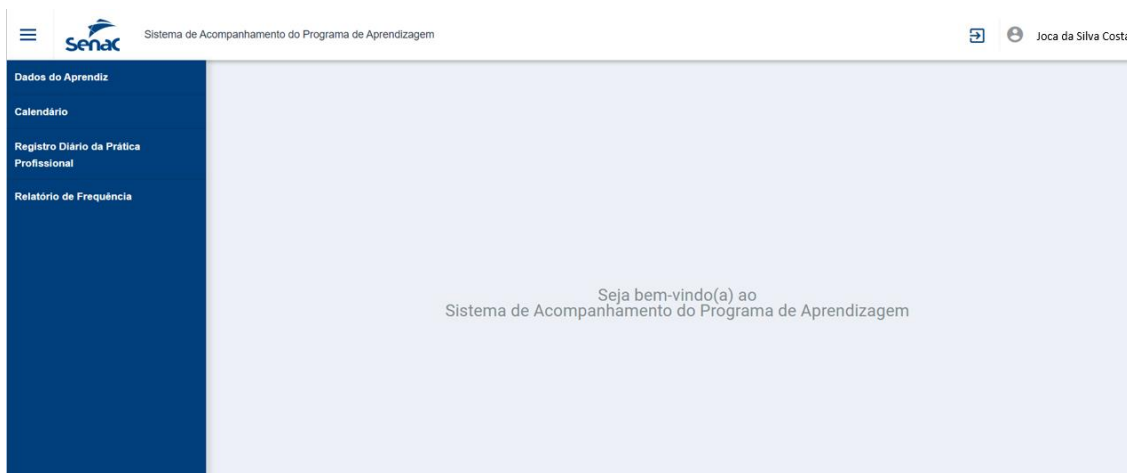 Senac
Sistema de Acompanhamento do Programa de Aprendizagem
Joca da Silva Costa
Dados do Aprendiz
Calendário
Registro Diário da Prática
Profissional
Relatório de Frequência
Seja bem-vindo(a) ao
Sistema de Acompanhamento do Programa de Aprendizagem